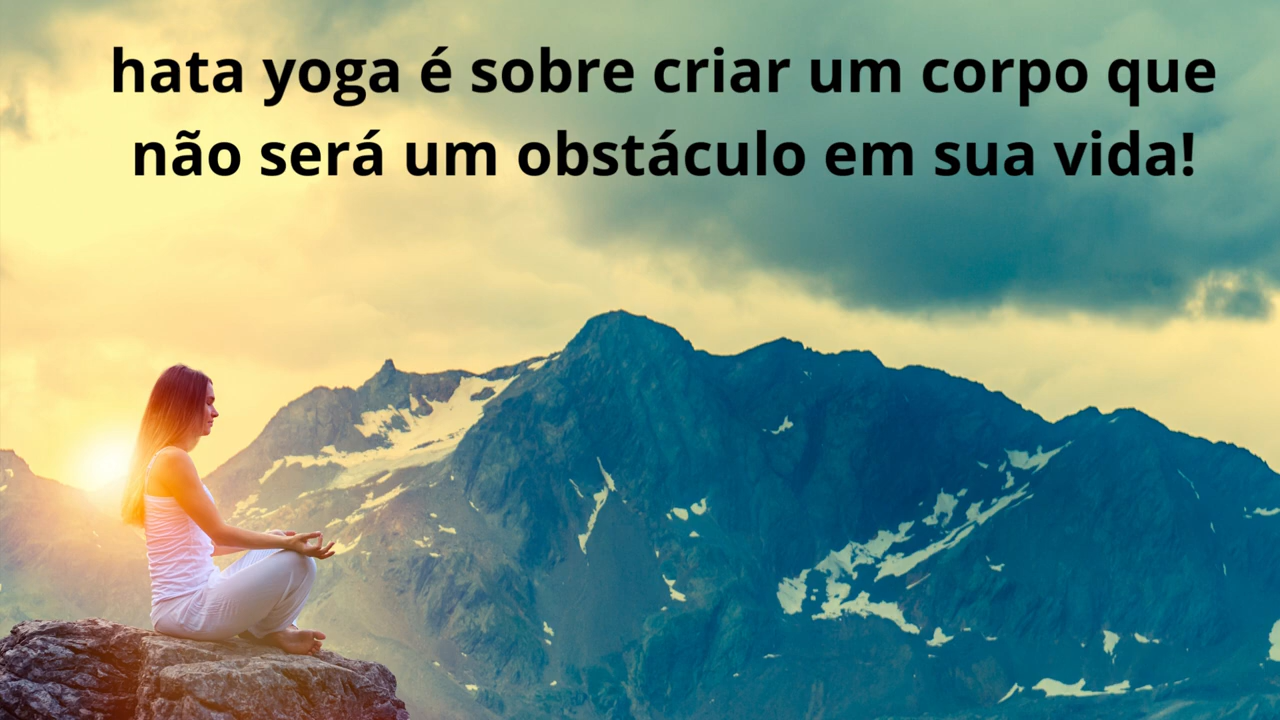 hata yoga é sobre criar um corpo que
não será um obstáculo em sua vida!